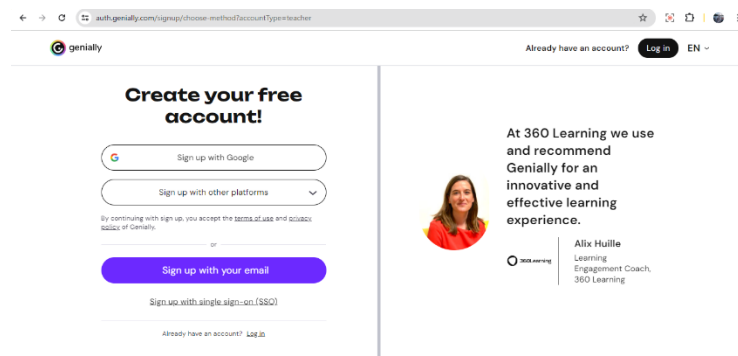 auth.genially.com/signup/choose-method?accountType=teacher
genially
Already have an account?
Log in
EN
Create your free
account!
Sign up with Google
Sign up with other platforms
By continuing with sign up, you accept the terms of use and privacy
policy of Genially.
or
Sign up with your email
Sign up with single sign-on (SSO)
Already have an account? Log in
At 360 Learning we use
and recommend
Genially for an
innovative and
effective learning
experience.
360Learning
Alix Huille
Learning
Engagement Coach,
360 Learning